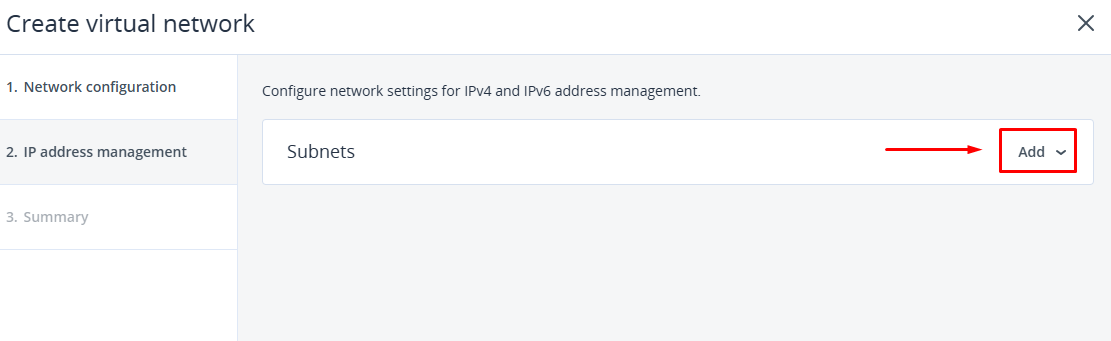 Create virtual network
1. Network configuration
Configure network settings for IPv4 and IPv6 address management.
2. IP address management
Subnets
Add
3. Summary